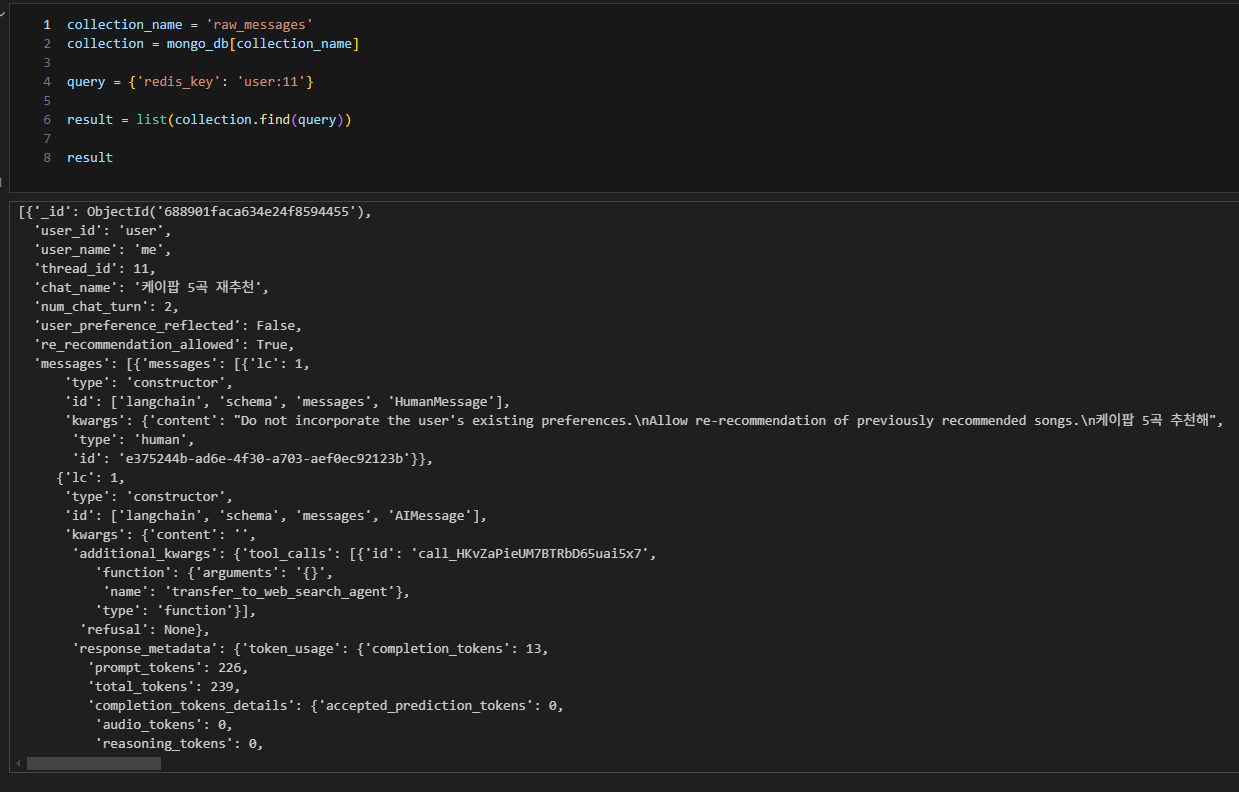 1 collection_name = 'raw_messages'
2 collection = mongo_db[collection_name]
3
4 query = {'redis_key': 'user:11'}
5
6 result = list(collection.find(query))
7
8 result
[{'_id': ObjectId('688901faca634e24f8594455'),
'user_id': 'user',
'user_name': 'me',
'thread_id': 11,
'chat_name': '케이팝 5곡 재추천',
'num_chat_turn': 2,
'user_preference_reflected': False,
're_recommendation_allowed': True,
'messages': [{'messages': [{'lc': 1,
'type': 'constructor',
'id': ['langchain', 'schema', 'messages', 'HumanMessage'],
'kwargs': {'content': "Do not incorporate the user's existing preferences.\nAllow re-recommendation of previously recommended songs.\n케이팝 5곡 추천해",
'type': 'human',
'id': 'e375244b-ad6e-4f30-a703-aef0ec92123b'}},
{'lc': 1,
'type': 'constructor',
'id': ['langchain', 'schema', 'messages', 'AIMessage'],
'kwargs': {'content': '',
'additional_kwargs': {'tool_calls': [{'id': 'call_HKvZaPieUM7BTRbD65uai5x7',
'function': {'arguments': '{}',
'name': 'transfer_to_web_search_agent'},
'type': 'function'}],
'refusal': None},
'response_metadata': {'token_usage': {'completion_tokens': 13,
'prompt_tokens': 226,
'total_tokens': 239,
'completion_tokens_details': {'accepted_prediction_tokens': 0,
'audio_tokens': 0,
'reasoning_tokens': 0,